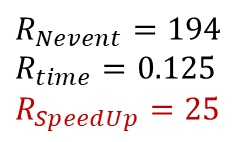 R_Nevent = 194
R_time = 0.125
R_SpeedUp = 25